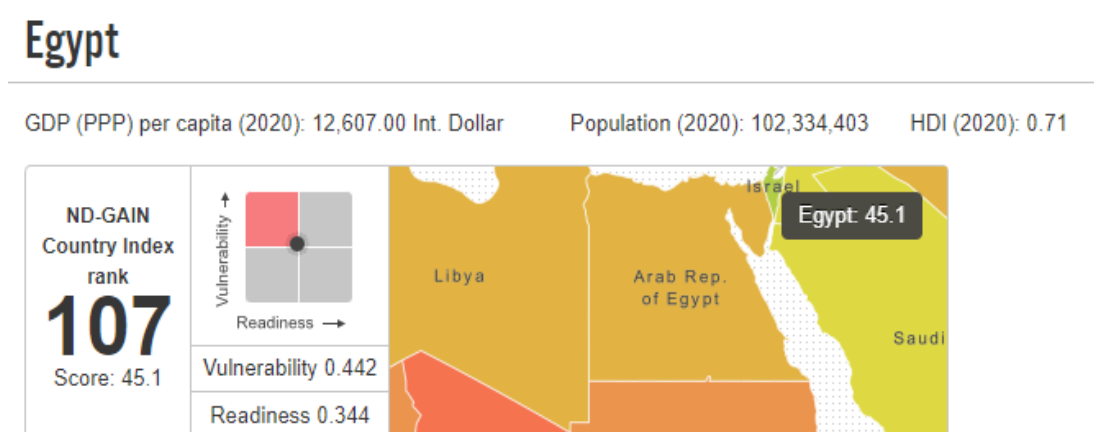 Egypt
GDP (PPP) per capita (2020): 12,607.00 Int. Dollar
Population (2020): 102,334,403
HDI (2020): 0.71
ND-GAIN
Country Index
rank
107
Score: 45.1
Vulnerability
Readiness
Vulnerability 0.442
Readiness 0.344
Israel
Egypt: 45.1
Libya
Arab Rep.
of Egypt
Saudi